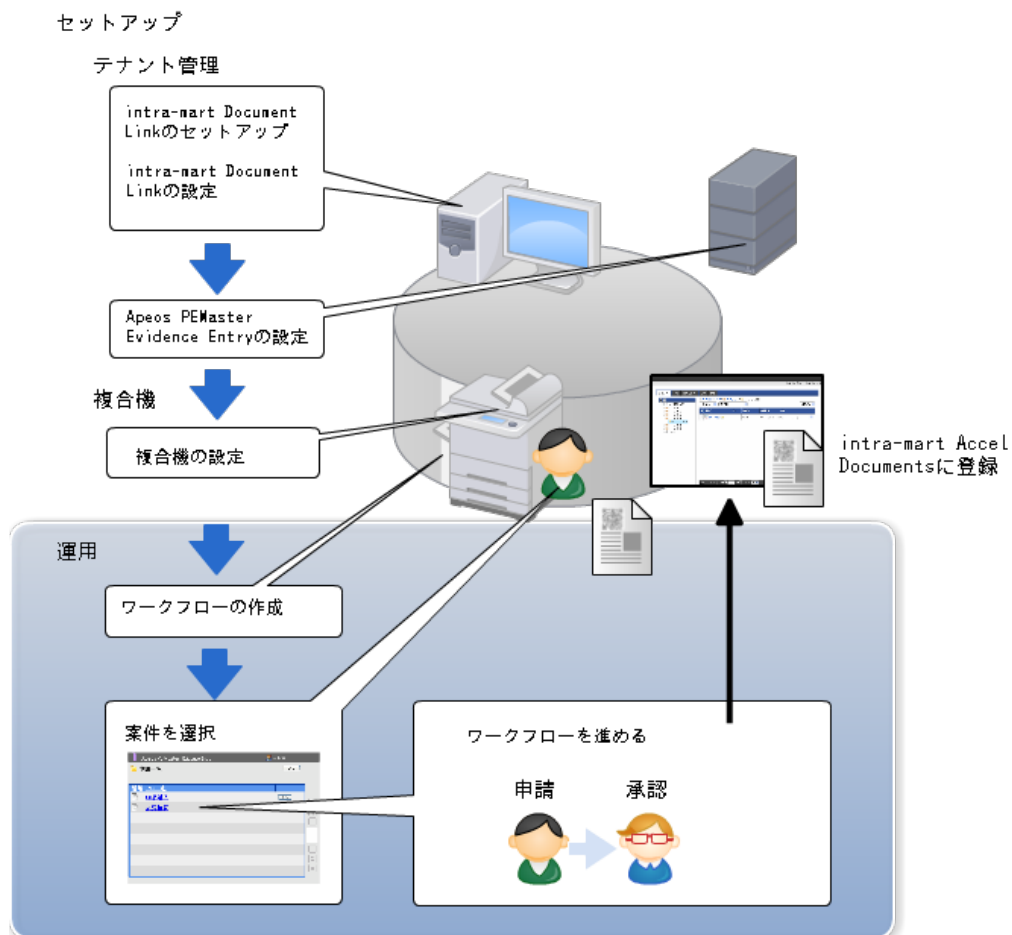 セットアップ
テナント管理
intra-mart Document
Linkのセットアップ
intra-mart Document
Linkの設定
Apeos PEMaster
Evidence Entryの設定
複合機
複合機の設定
intra-mart Accel
Documentsに登録
運用
ワークフローの作成
案件を選択
ワークフローを進める
申請
承認